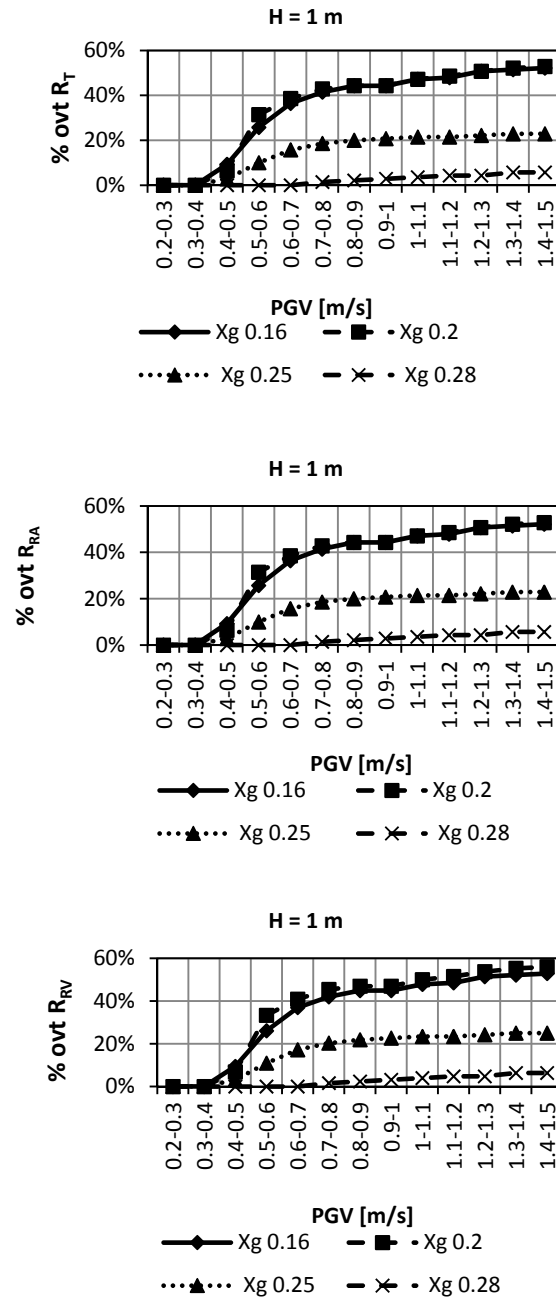 H = 1 m
% ovt R_T
60%
40%
20%
0%
0.2-0.3
0.3-0.4
0.4-0.5
0.5-0.6
0.6-0.7
0.7-0.8
0.8-0.9
0.9-1
1-1.1
1.1-1.2
1.2-1.3
1.3-1.4
1.4-1.5
PGV [m/s]
Xg 0.16
Xg 0.2
Xg 0.25
Xg 0.28
H = 1 m
% ovt R_RA
60%
40%
20%
0%
0.2-0.3
0.3-0.4
0.4-0.5
0.5-0.6
0.6-0.7
0.7-0.8
0.8-0.9
0.9-1
1-1.1
1.1-1.2
1.2-1.3
1.3-1.4
1.4-1.5
PGV [m/s]
Xg 0.16
Xg 0.2
Xg 0.25
Xg 0.28
H = 1 m
% ovt R_RV
60%
40%
20%
0%
0.2-0.3
0.3-0.4
0.4-0.5
0.5-0.6
0.6-0.7
0.7-0.8
0.8-0.9
0.9-1
1-1.1
1.1-1.2
1.2-1.3
1.3-1.4
1.4-1.5
PGV [m/s]
Xg 0.16
Xg 0.2
Xg 0.25
Xg 0.28